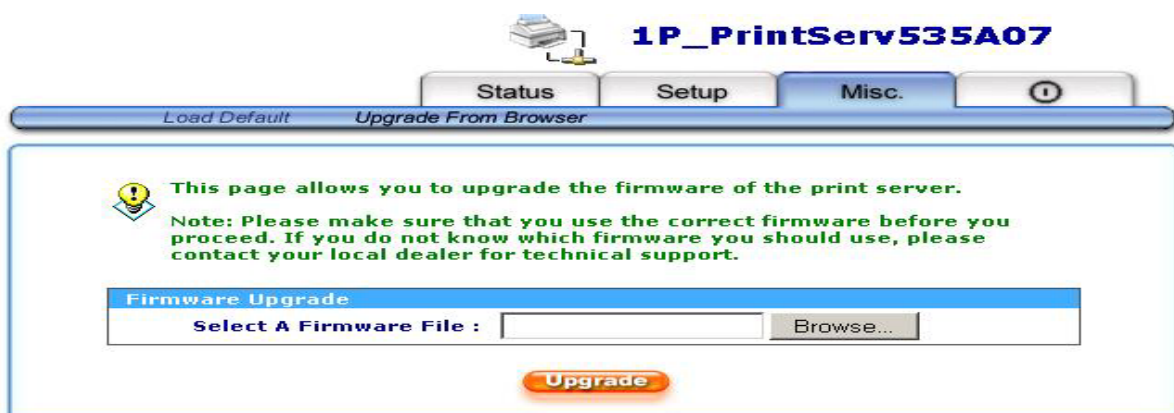 1P_PrintServ535A07
Status Setup Misc.
Load Default Upgrade From Browser
This page allows you to upgrade the firmware of the print server.
Note: Please make sure that you use the correct firmware before you
proceed. If you do not know which firmware you should use, please
contact your local dealer for technical support.
Firmware Upgrade
Select A Firmware File : Browse...
Upgrade